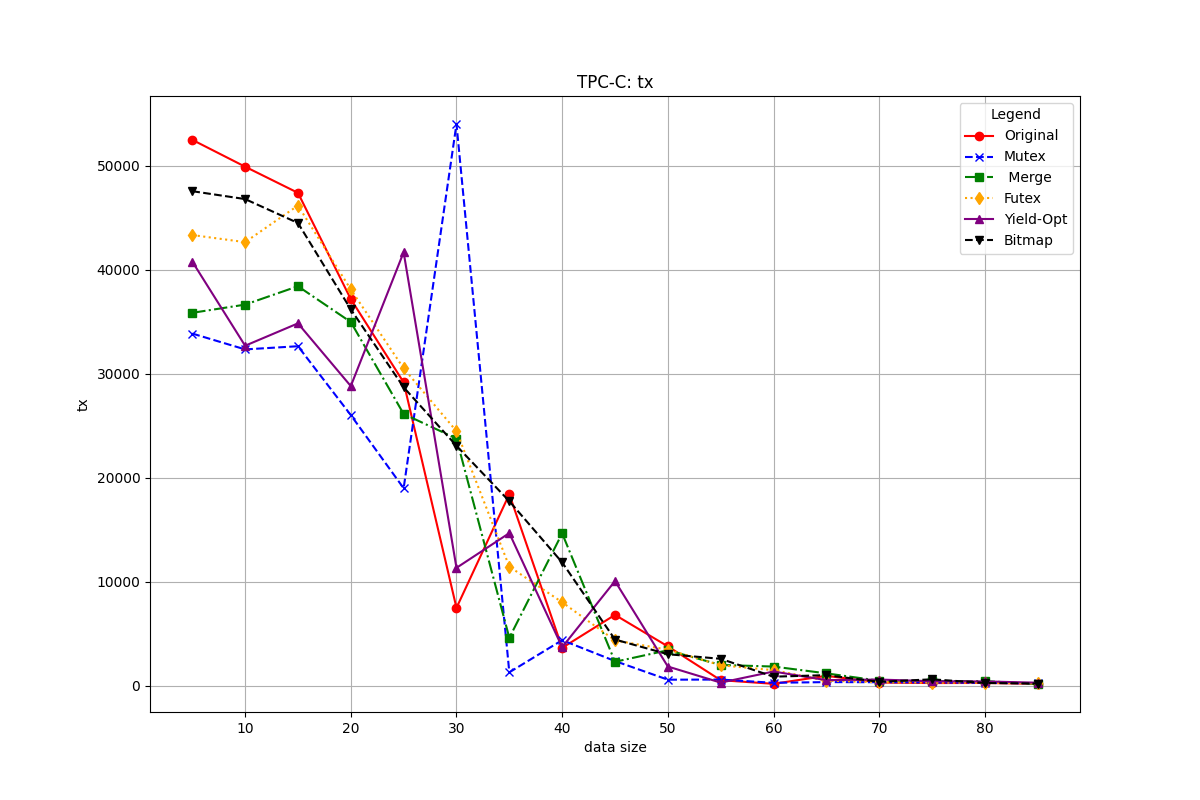 TPC-C: tx
Legend
Original
Mutex
Merge
Futex
Yield-Opt
Bitmap
50000
40000
30000
20000
10000
0
tx
10 20 30 40 50 60 70 80
data size